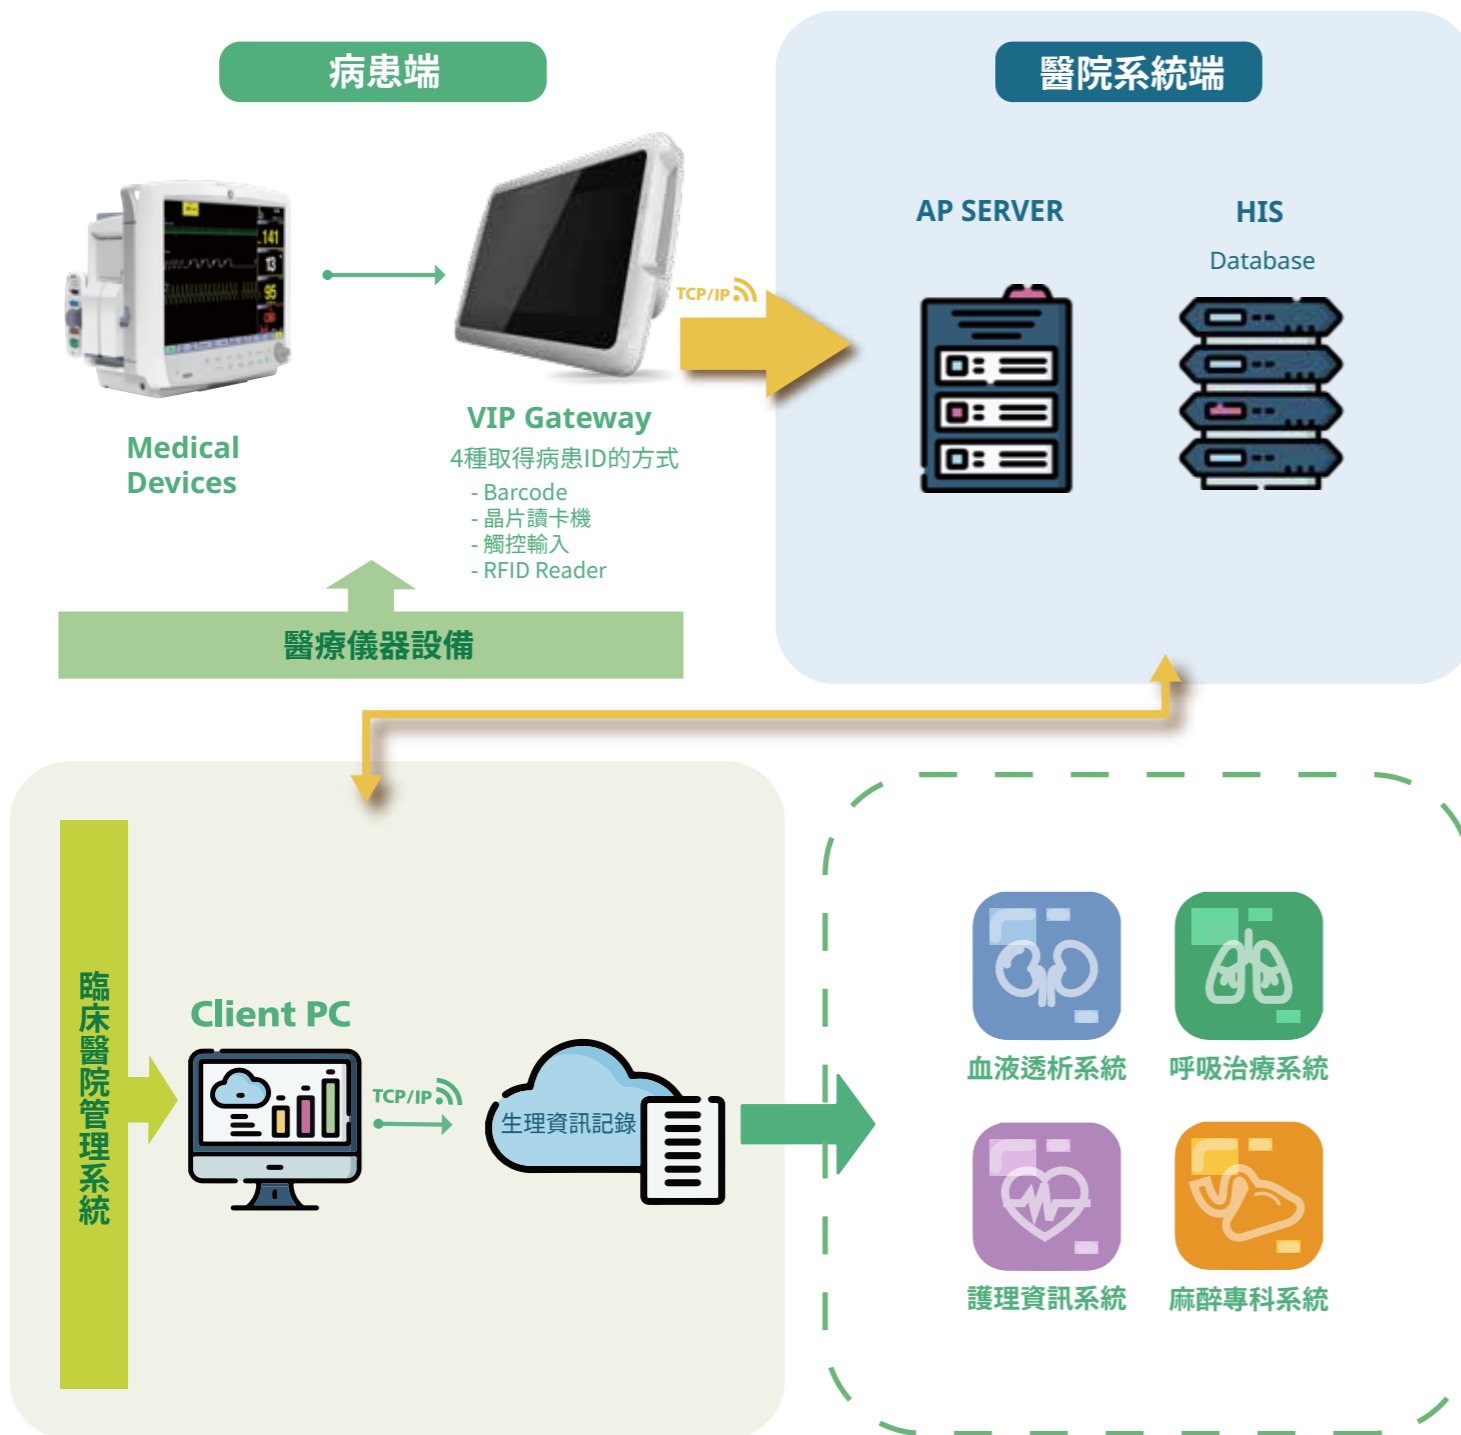 病患端
醫院系統端
Medical
Devices
VIP Gateway
4種取得病患ID的方式
- Barcode
- 晶片讀卡機
- 觸控輸入
- RFID Reader
TCP/IP
AP SERVER
HIS
Database
141
13
95
醫療儀器設備
臨床醫院管理系統
Client PC
TCP/IP
生理資訊記錄
血液透析系統
呼吸治療系統
護理資訊系統
麻醉專科系統